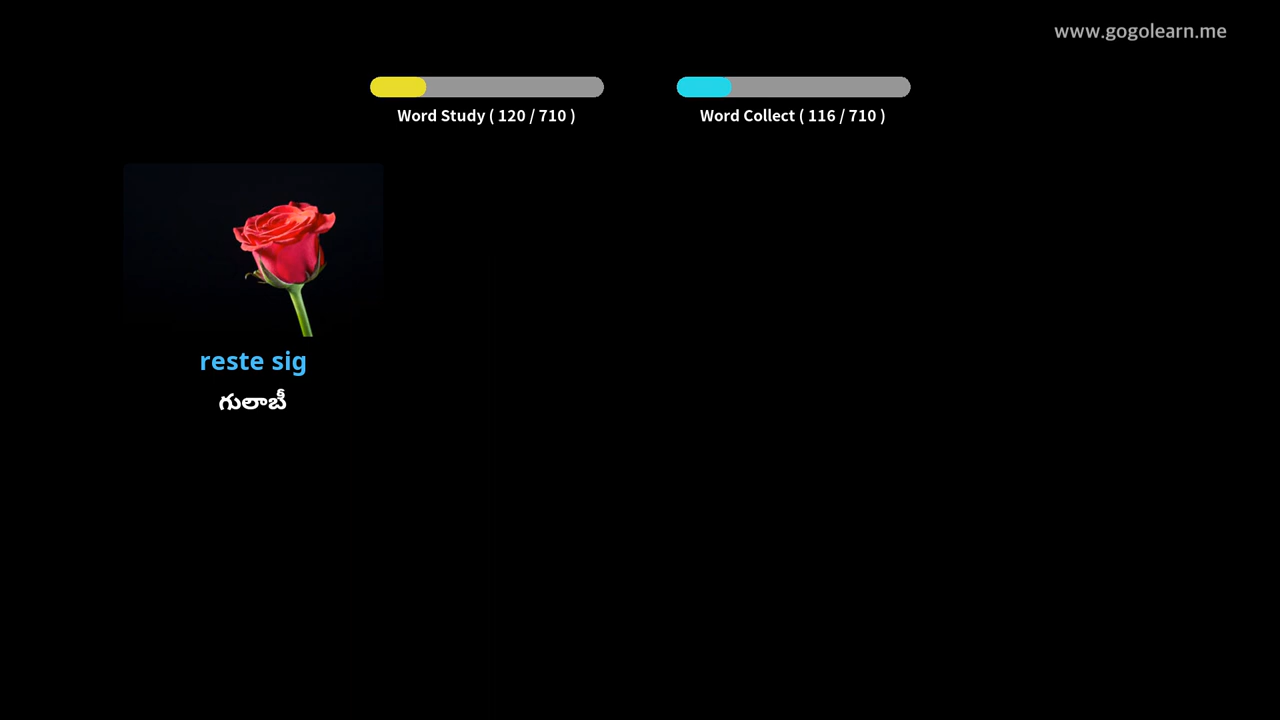 www.gogolearn.me
Word Study ( 120 / 710 )
Word Collect ( 116 / 710 )
reste sig
గులాబీ